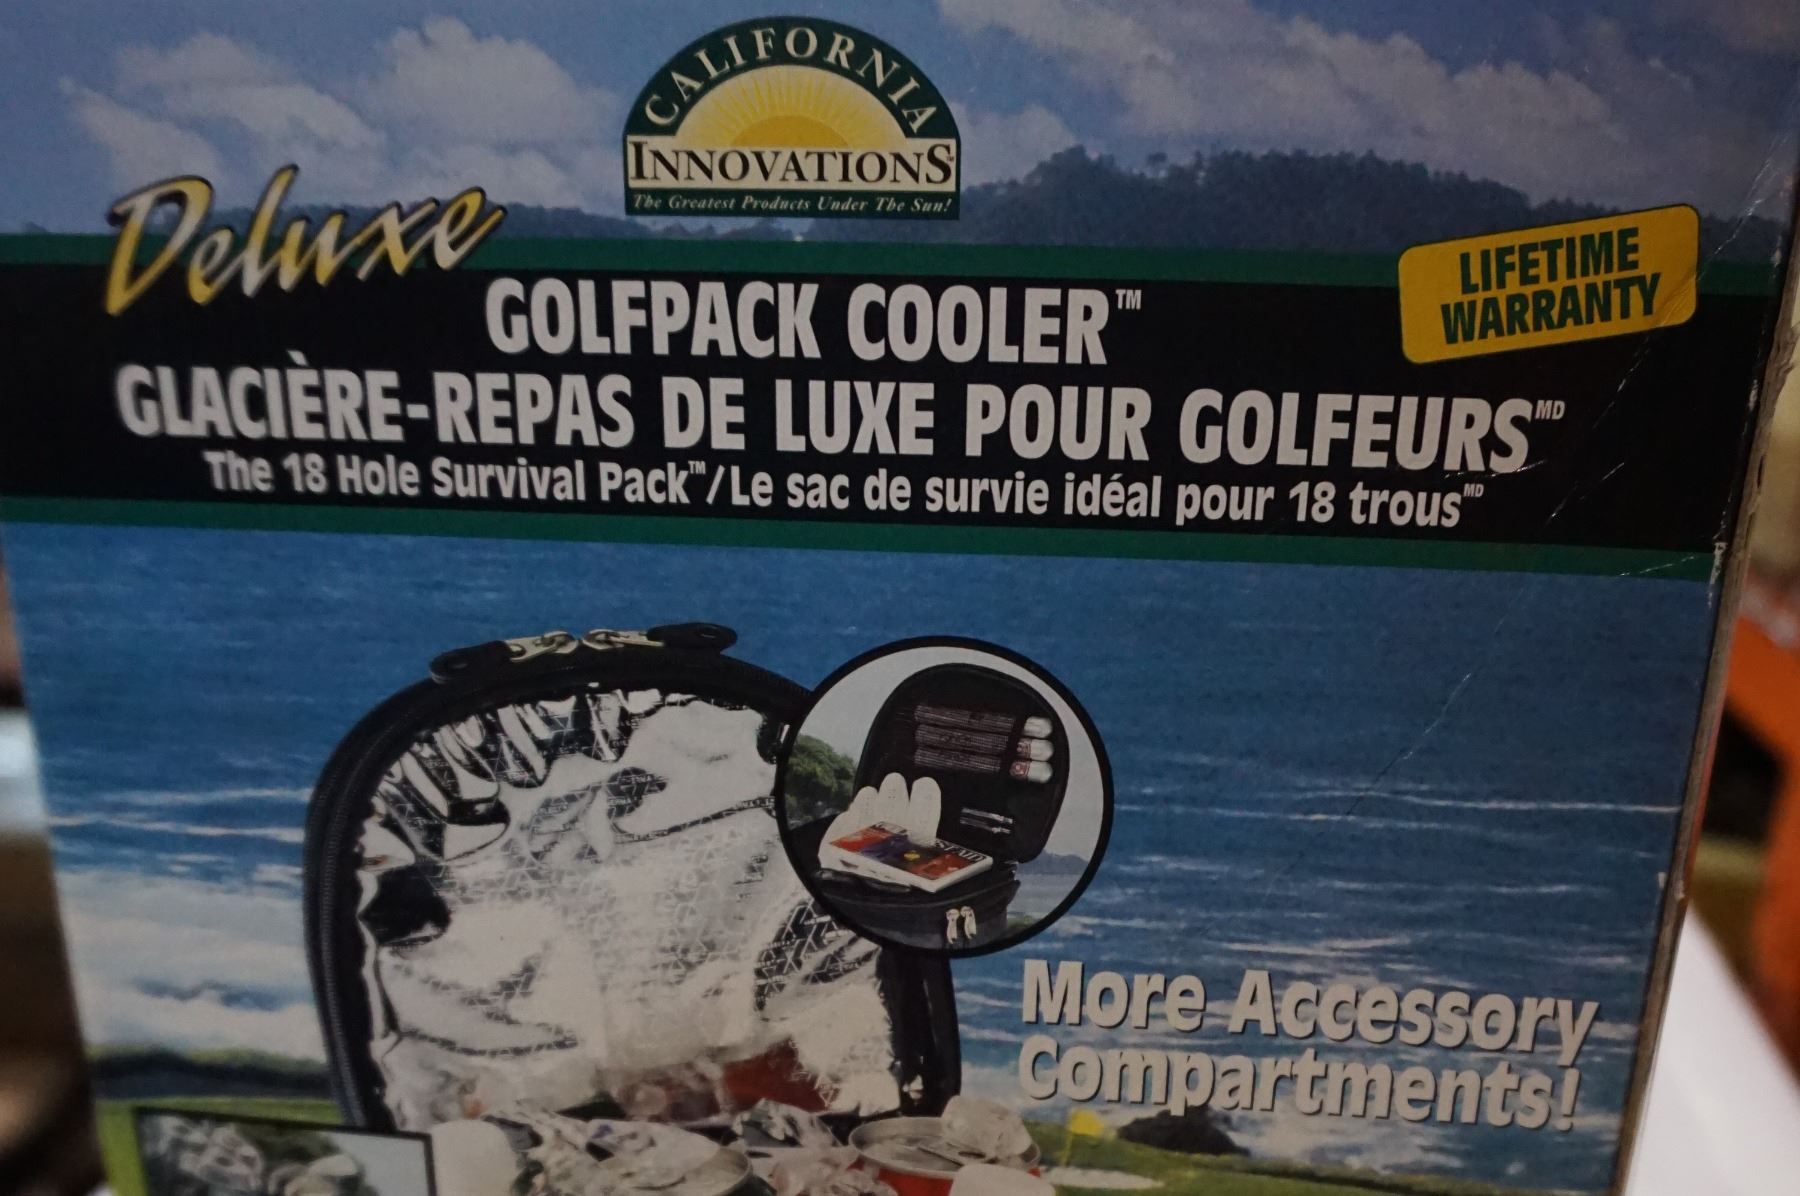 CALIFORNIA
INNOVATIONS™
The Greatest Products Under The Sun!
Deluxe
LIFETIME
WARRANTY
GOLFPACK COOLER™
GLACIÈRE-REPAS DE LUXE POUR GOLFEURS MD
The 18 Hole Survival Pack™/Le sac de survie idéal pour 18 trous MD
More Accessory
Compartments!